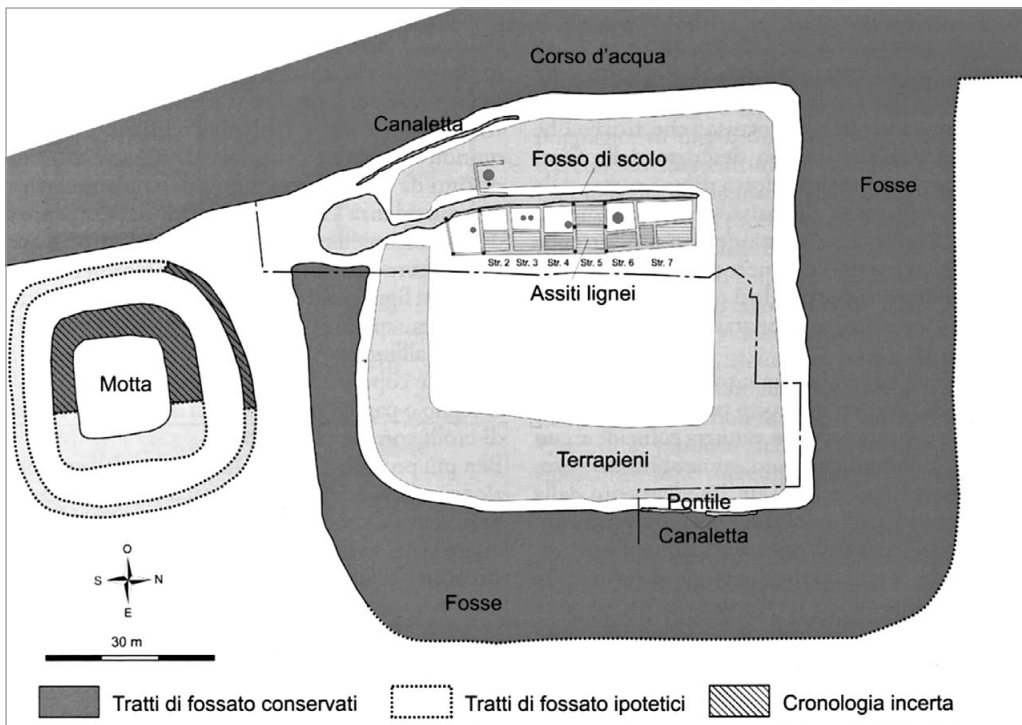 Corso d'acqua
Canaletta
Fosso di scolo
Fosse
Str. 2 Str. 3 Str. 4 Str. 5 Str. 6 Str. 7
Assiti lignei
Motta
Terrapieni
Pontile
Canaletta
O
S N
E
Fosse
30 m
Tratti di fossato conservati
Tratti di fossato ipotetici
Cronologia incerta